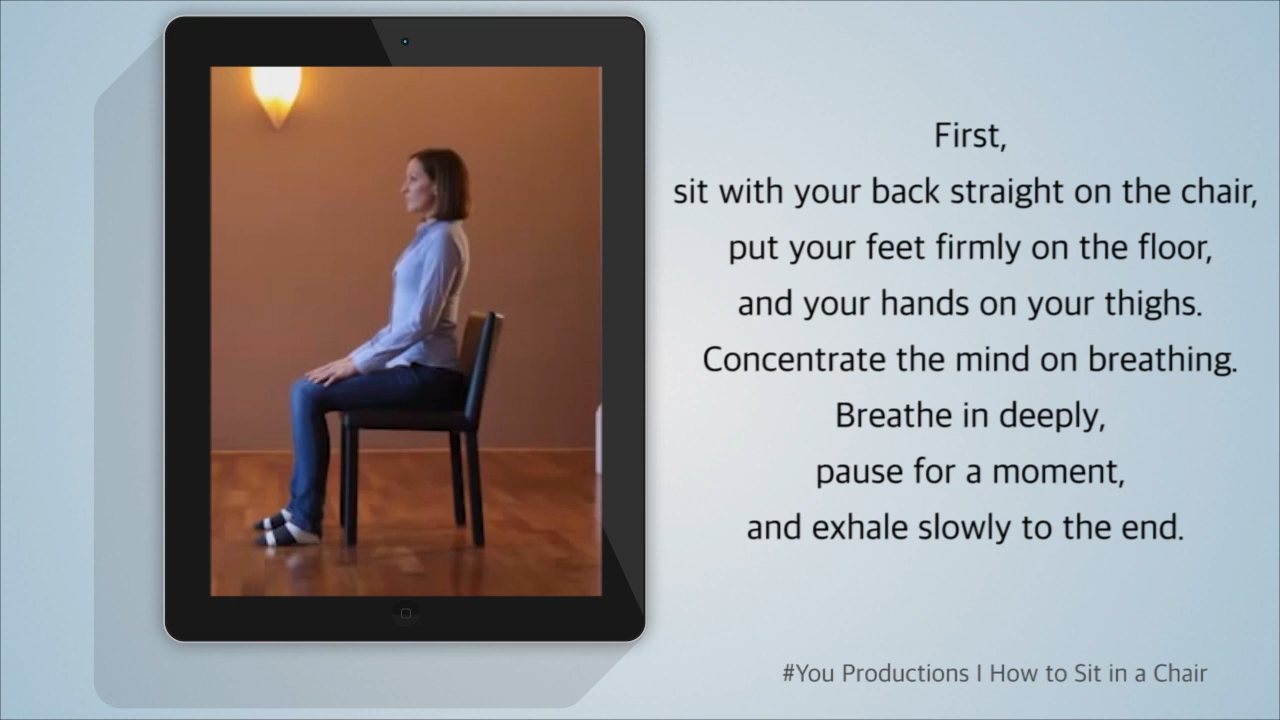 First,
sit with your back straight on the chair,
put your feet firmly on the floor,
and your hands on your thighs.
Concentrate the mind on breathing.
Breathe in deeply,
pause for a moment,
and exhale slowly to the end.
#You Productions I How to Sit in a Chair